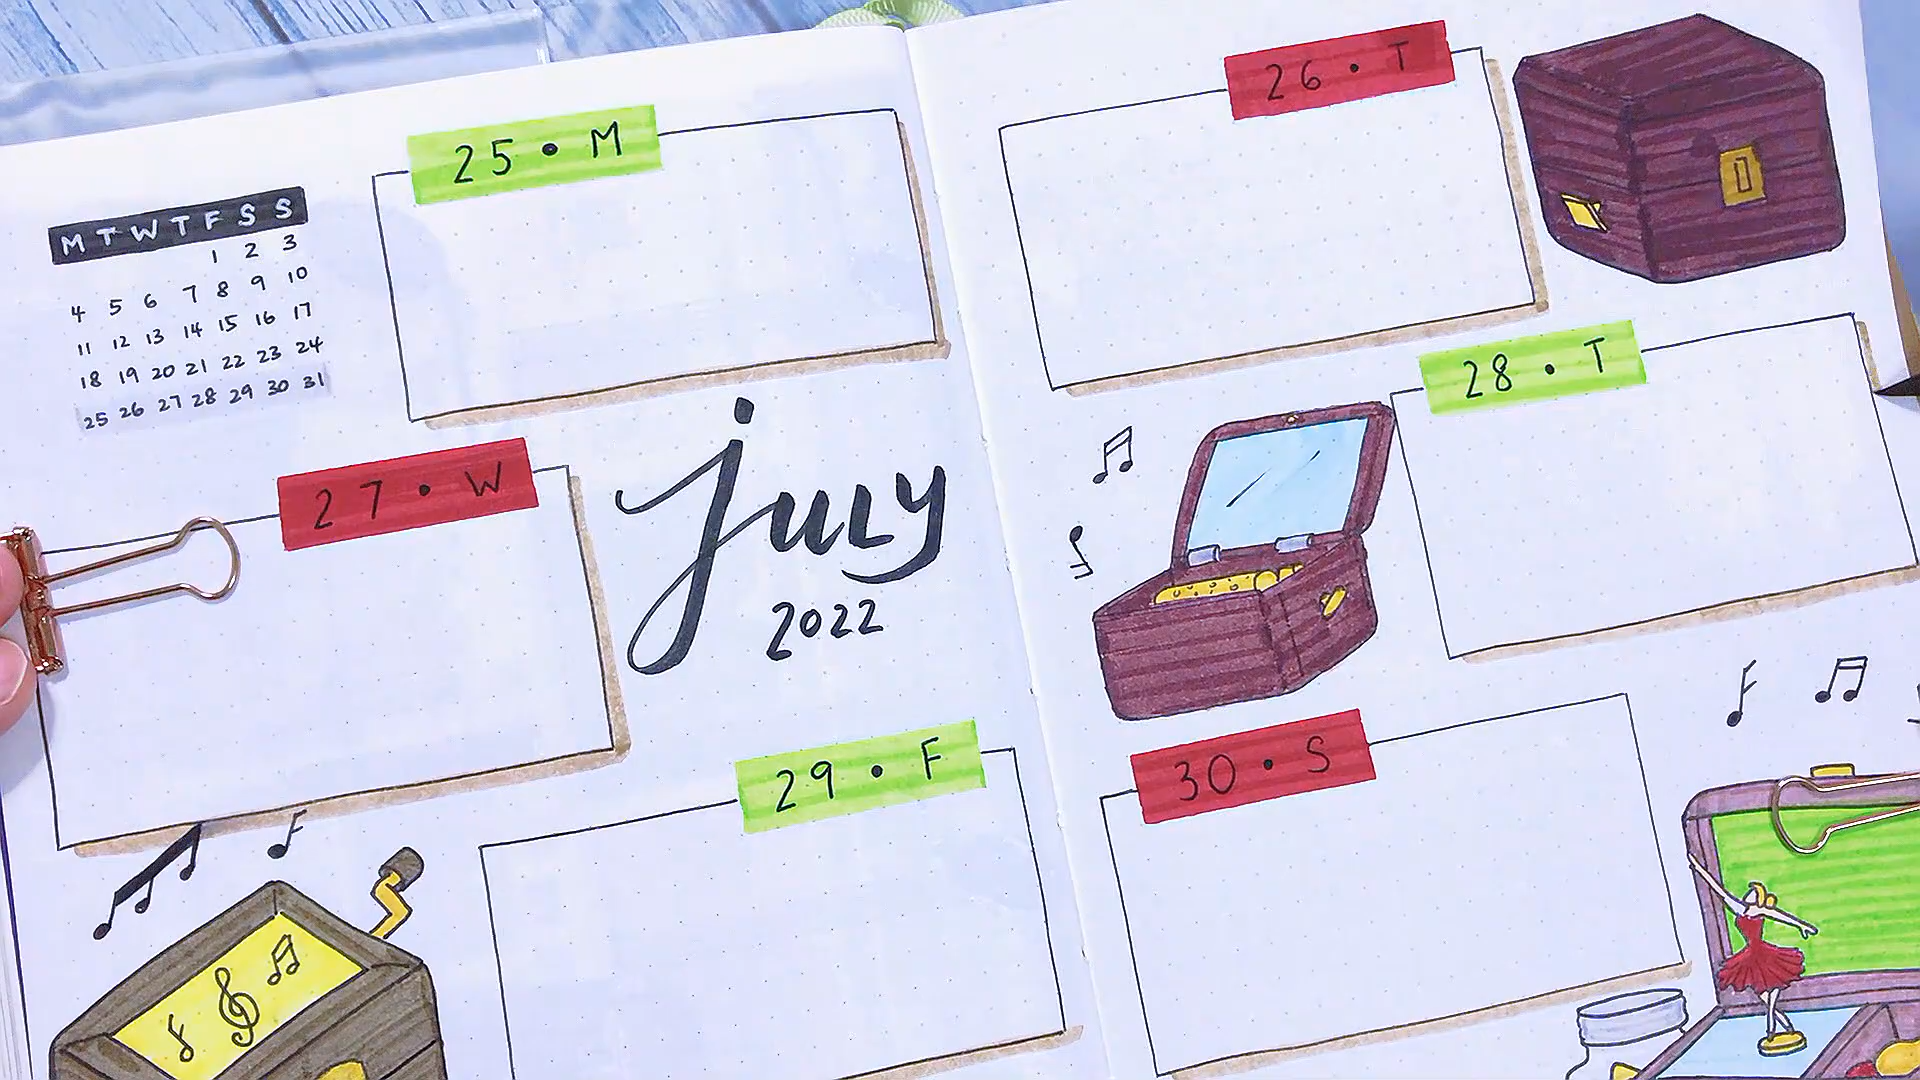 25 • M
26 • T
M T W T F S S
1 2 3
4 5 6 7 8 9 10
11 12 13 14 15 16 17
18 19 20 21 22 23 24
25 26 27 28 29 30 31
28 • T
27 • W
july
2022
29 • F
30 • S